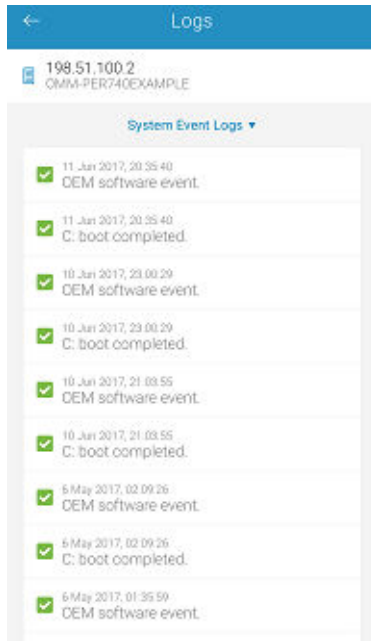 Logs
198.51.100.2
OMM-PER740EXAMPLE
System Event Logs
11 Jun 2017, 20:35:40
OEM software event.
11 Jun 2017, 20:35:40
C: boot completed.
10 Jun 2017, 23:00:29
OEM software event.
10 Jun 2017, 23:00:29
C: boot completed.
10 Jun 2017, 21:03:55
OEM software event.
10 Jun 2017, 21:03:55
C: boot completed.
6 May 2017, 02:09:26
OEM software event.
6 May 2017, 02:09:26
C: boot completed.
6 May 2017, 01:35:59
OEM software event.